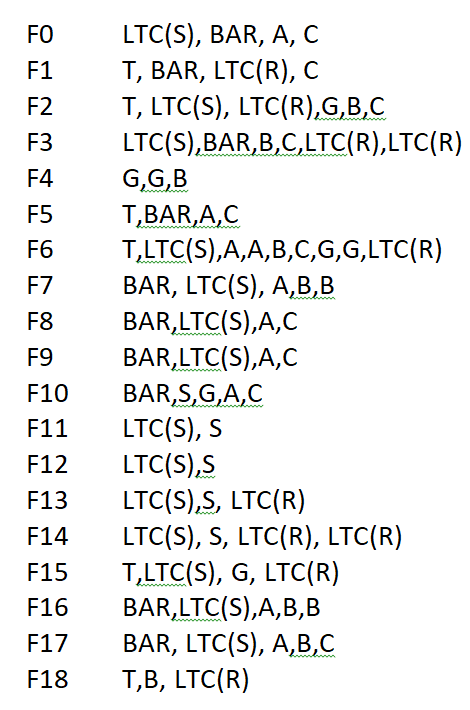 F0 LTC(S), BAR, A, C
F1 T, BAR, LTC(R), C
F2 T, LTC(S), LTC(R),G,B,C
F3 LTC(S),BAR,B,C,LTC(R),LTC(R)
F4 G,G,B
F5 T,BAR,A,C
F6 T,LTC(S),A,A,B,C,G,G,LTC(R)
F7 BAR, LTC(S), A,B,B
F8 BAR,LTC(S),A,C
F9 BAR,LTC(S),A,C
F10 BAR,S,G,A,C
F11 LTC(S), S
F12 LTC(S),S
F13 LTC(S),S, LTC(R)
F14 LTC(S), S, LTC(R), LTC(R)
F15 T,LTC(S), G, LTC(R)
F16 BAR,LTC(S),A,B,B
F17 BAR, LTC(S), A,B,C
F18 T,B, LTC(R)